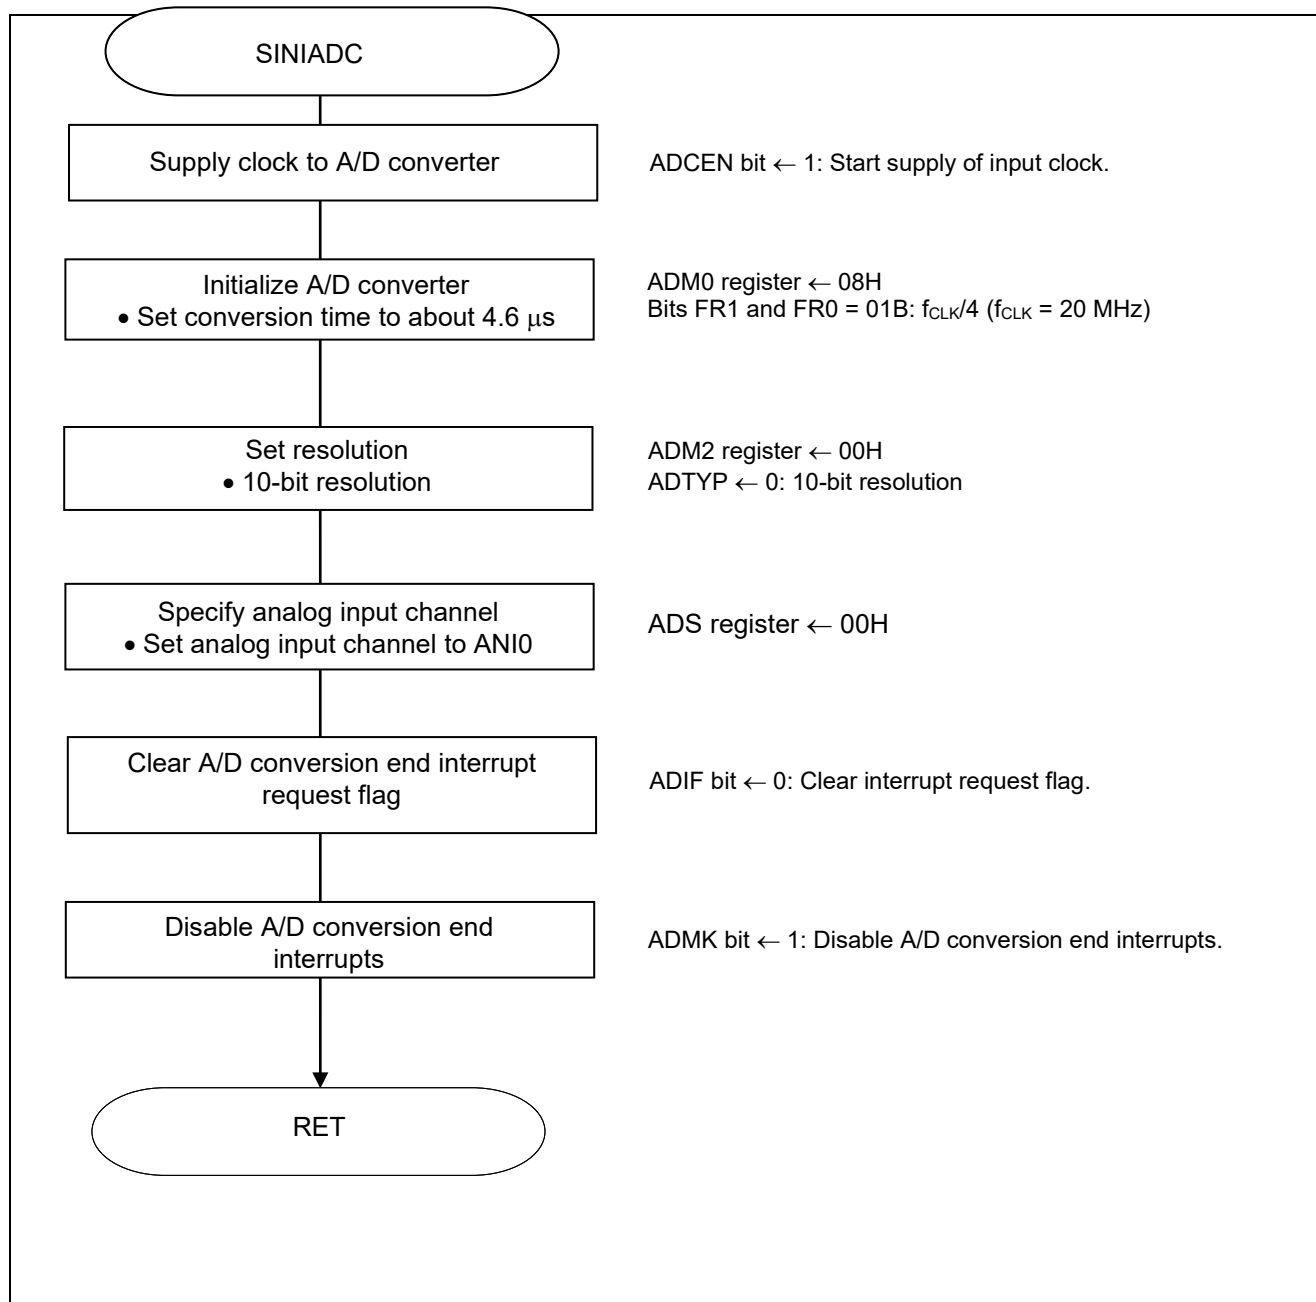 SINIADC
Supply clock to A/D converter
ADCEN bit ← 1: Start supply of input clock.
Initialize A/D converter
• Set conversion time to about 4.6 μs
ADM0 register ← 08H
Bits FR1 and FR0 = 01B: fCLK/4 (fCLK = 20 MHz)
Set resolution
• 10-bit resolution
ADM2 register ← 00H
ADTYP ← 0: 10-bit resolution
Specify analog input channel
• Set analog input channel to ANI0
ADS register ← 00H
Clear A/D conversion end interrupt
request flag
ADIF bit ← 0: Clear interrupt request flag.
Disable A/D conversion end
interrupts
ADMK bit ← 1: Disable A/D conversion end interrupts.
RET